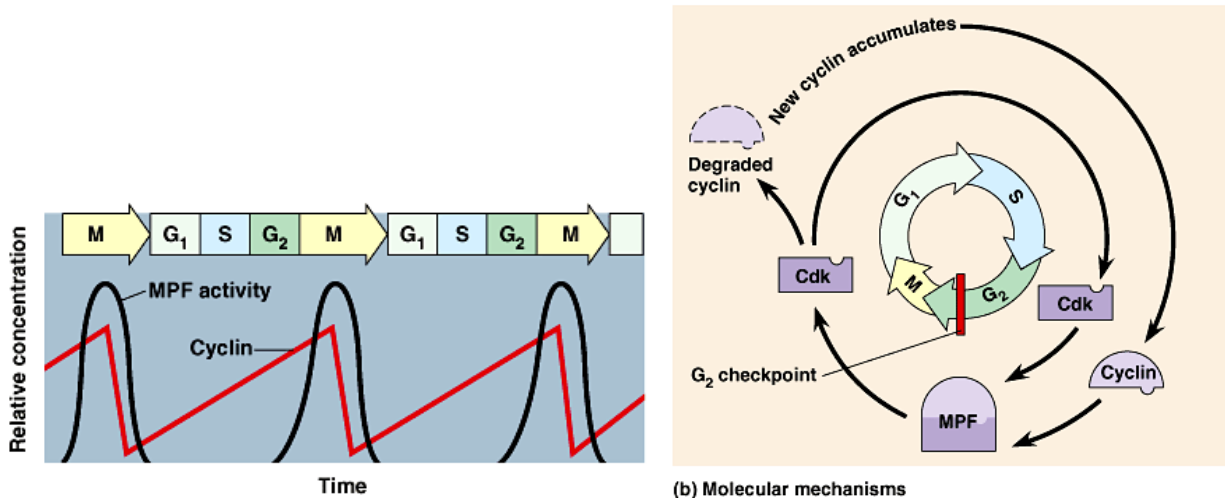 M
G₁
S
G₂
M
G₁
S
G₂
M
MPF activity
Cyclin
Relative concentration
Time
New cyclin accumulates
Degraded
cyclin
G₁
S
G₂
M
Cdk
Cdk
G₂ checkpoint
Cyclin
MPF
(b) Molecular mechanisms